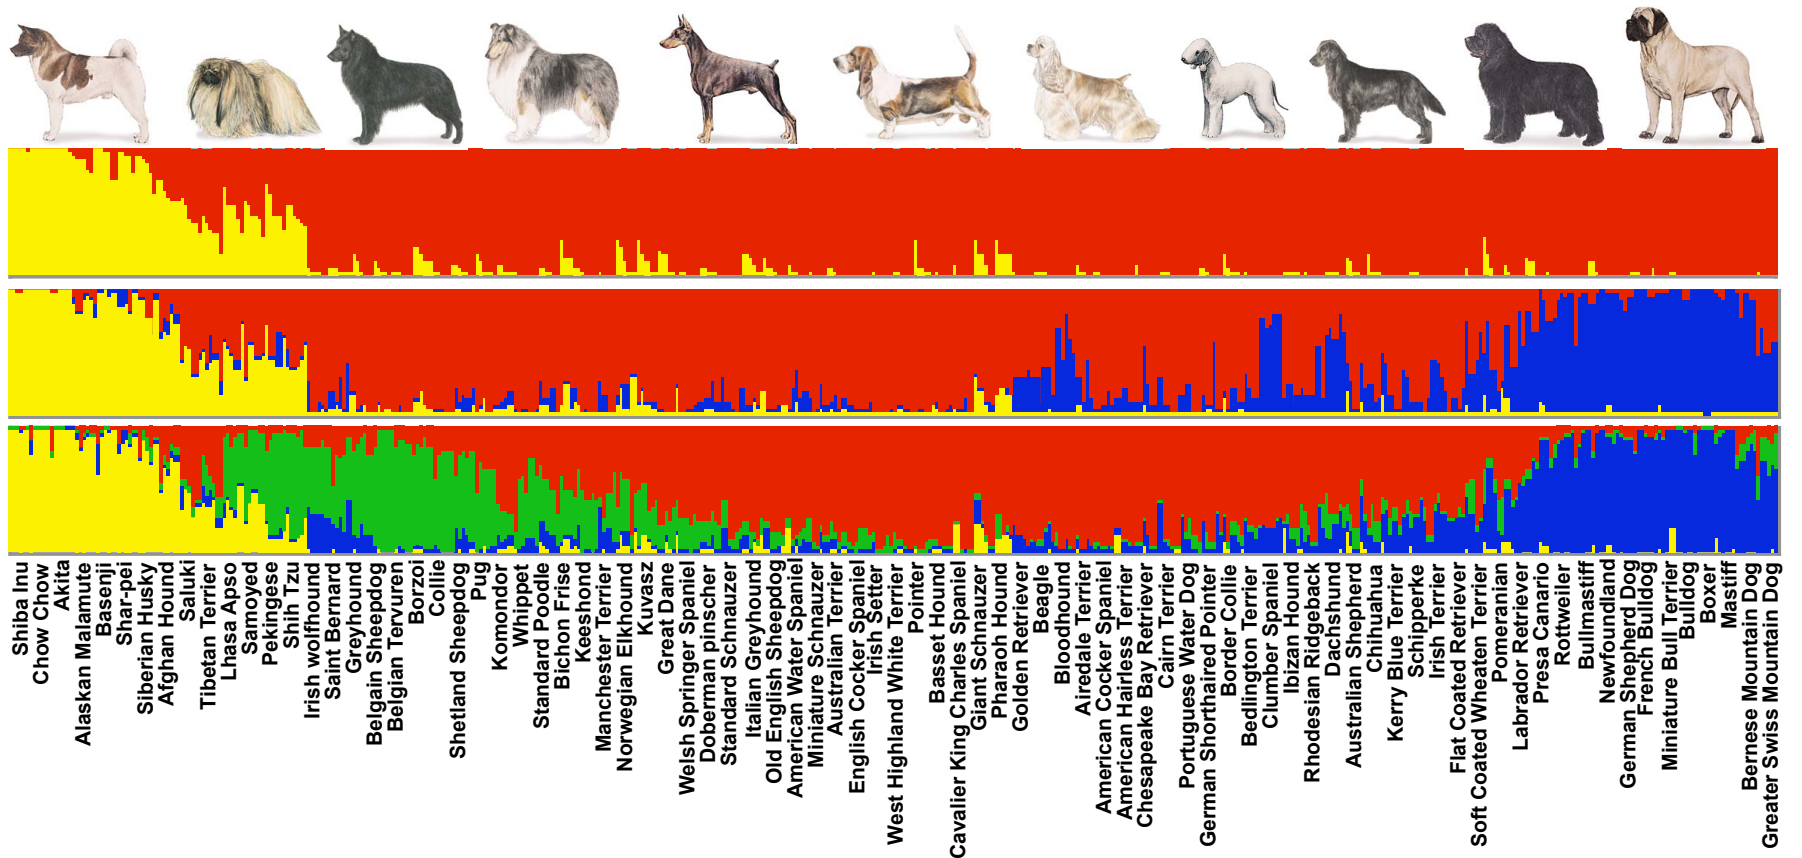 Shiba Inu
Chow Chow
Akita
Alaskan Malamute
Basenji
Shar-pei
Siberian Husky
Afghan Hound
Saluki
Tibetan Terrier
Lhasa Apso
Samoyed
Pekingese
Shih Tzu
Irish wolfhound
Saint Bernard
Greyhound
Belgain Sheepdog
Belgian Tervuren
Borzoi
Collie
Shetland Sheepdog
Pug
Komondor
Whippet
Standard Poodle
Bichon Frise
Keeshond
Manchester Terrier
Norwegian Elkhound
Kuvasz
Great Dane
Welsh Springer Spaniel
Doberman pinscher
Standard Schnauzer
Italian Greyhound
Old English Sheepdog
American Water Spaniel
Miniature Schnauzer
Australian Terrier
English Cocker Spaniel
Irish Setter
West Highland White Terrier
Pointer
Basset Hound
Cavalier King Charles Spaniel
Giant Schnauzer
Pharaoh Hound
Golden Retriever
Beagle
Bloodhound
Airedale Terrier
American Cocker Spaniel
American Hairless Terrier
Chesapeake Bay Retriever
Cairn Terrier
Portuguese Water Dog
German Shorthaired Pointer
Border Collie
Bedlington Terrier
Clumber Spaniel
Ibizan Hound
Rhodesian Ridgeback
Dachshund
Australian Shepherd
Chihuahua
Kerry Blue Terrier
Schipperke
Irish Terrier
Flat Coated Retriever
Soft Coated Wheaten Terrier
Pomeranian
Labrador Retriever
Presa Canario
Rottweiler
Bullmastiff
Newfoundland
German Shepherd Dog
French Bulldog
Miniature Bull Terrier
Bulldog
Boxer
Mastiff
Bernese Mountain Dog
Greater Swiss Mountain Dog